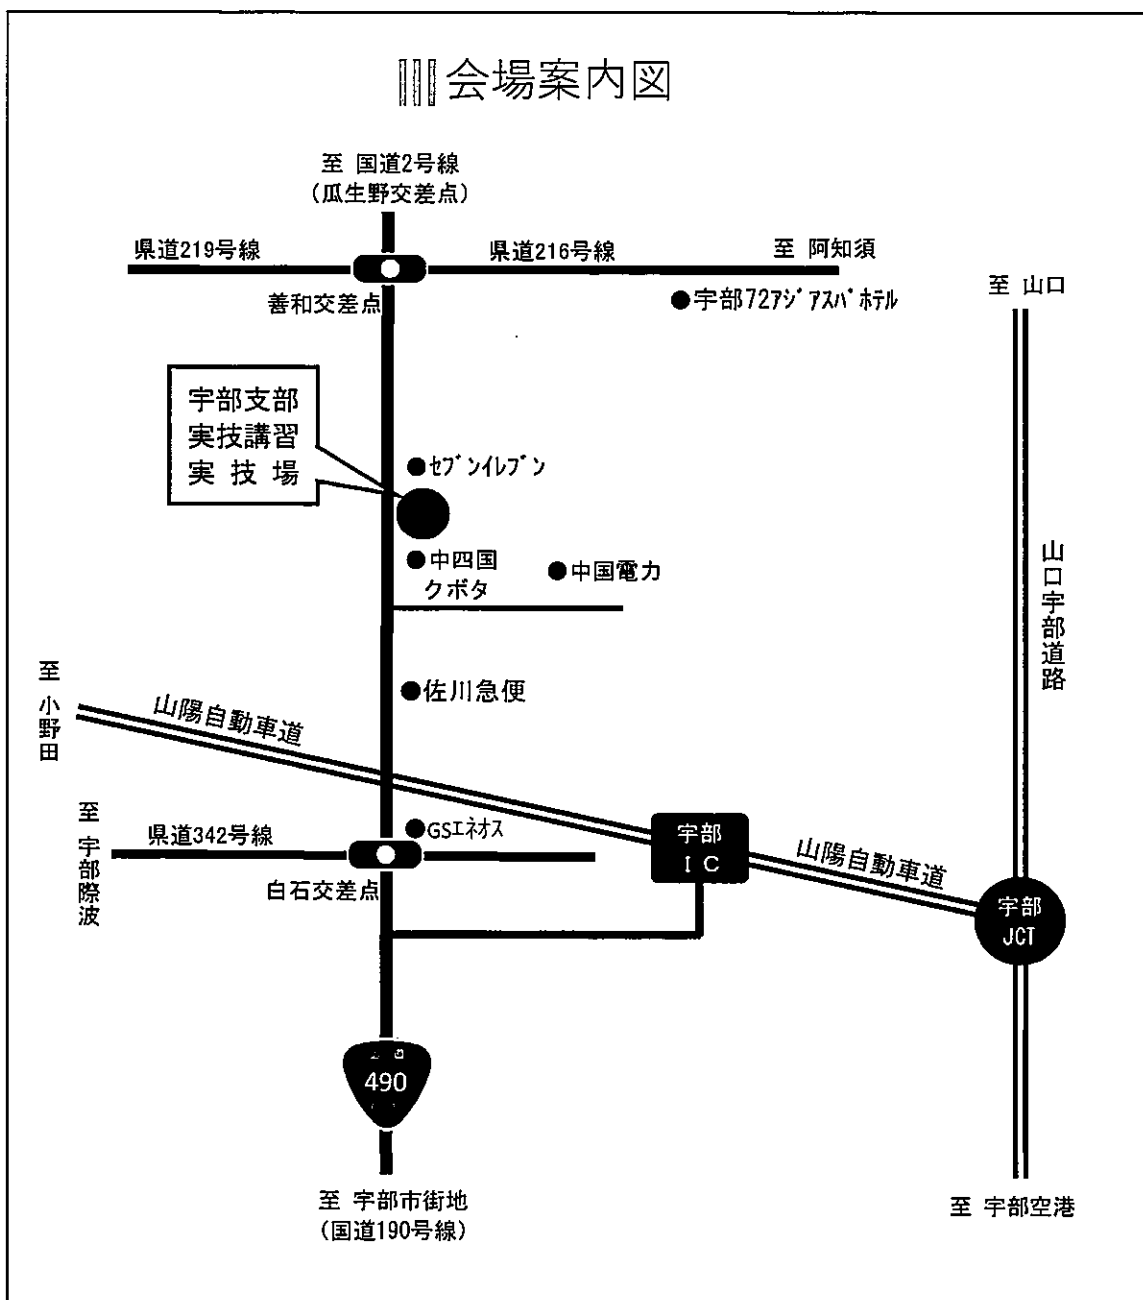 会場案内図
至 国道2号線
(瓜生野交差点)
県道219号線
県道216号線
至 阿知須
善和交差点
●宇部72アジアスパホテル
至 山口
宇部支部
実技講習
実 技 場
●セブンイレブン
●中四国
クボタ
●中国電力
山口宇部道路
至 小野田
山陽自動車道
●佐川急便
至 宇部際波
県道342号線
●GSエネオス
白石交差点
宇部
I C
山陽自動車道
宇部
JCT
490
至 宇部市街地
(国道190号線)
至 宇部空港